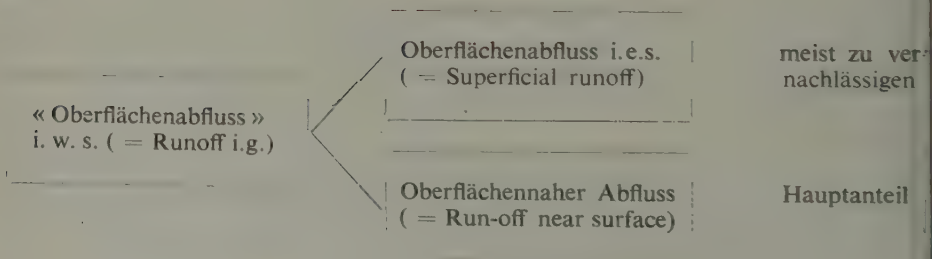 Oberflächenabfluss i.e.s.
( = Superficial runoff)
meist zu ver-
nachlässigen
« Oberflächenabfluss »
i. w. s. ( = Runoff i.g.)
Oberflächennaher Abfluss
( = Run-off near surface)
Hauptanteil